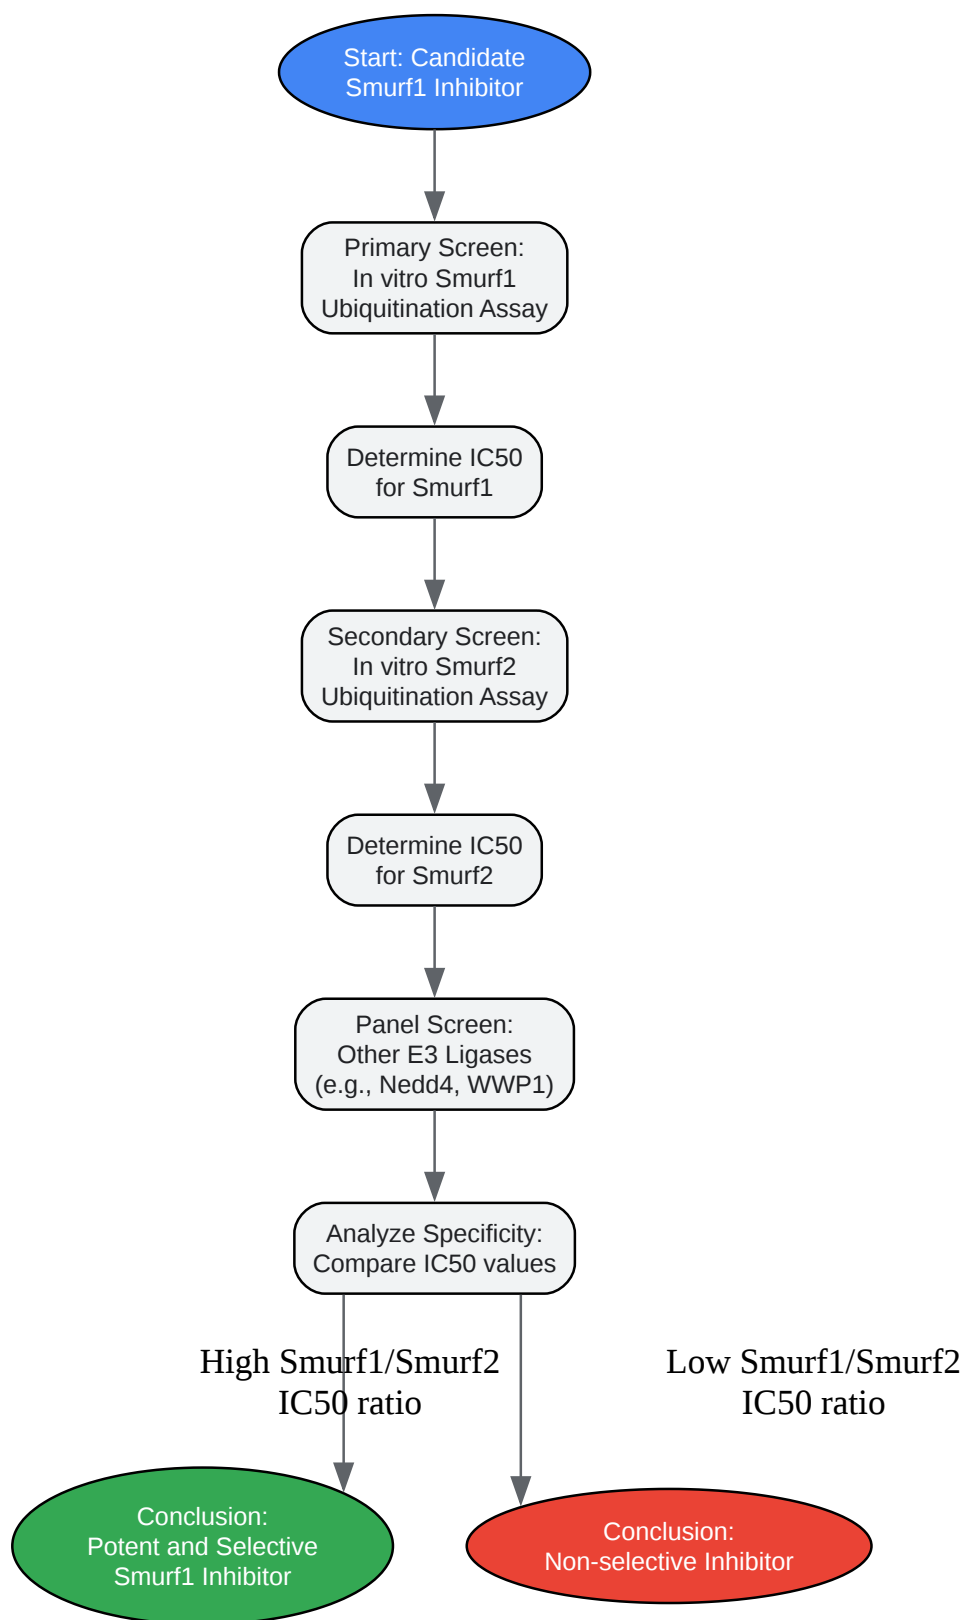 Start: Candidate
Smurf1 Inhibitor
Primary Screen:
In vitro Smurf1
Ubiquitination Assay
Determine IC50
for Smurf1
Secondary Screen:
In vitro Smurf2
Ubiquitination Assay
Determine IC50
for Smurf2
Panel Screen:
Other E3 Ligases
(e.g., Nedd4, WWP1)
Analyze Specificity:
Compare IC50 values
High Smurf1/Smurf2
IC50 ratio
Low Smurf1/Smurf2
IC50 ratio
Conclusion:
Potent and Selective
Smurf1 Inhibitor
Conclusion:
Non-selective Inhibitor